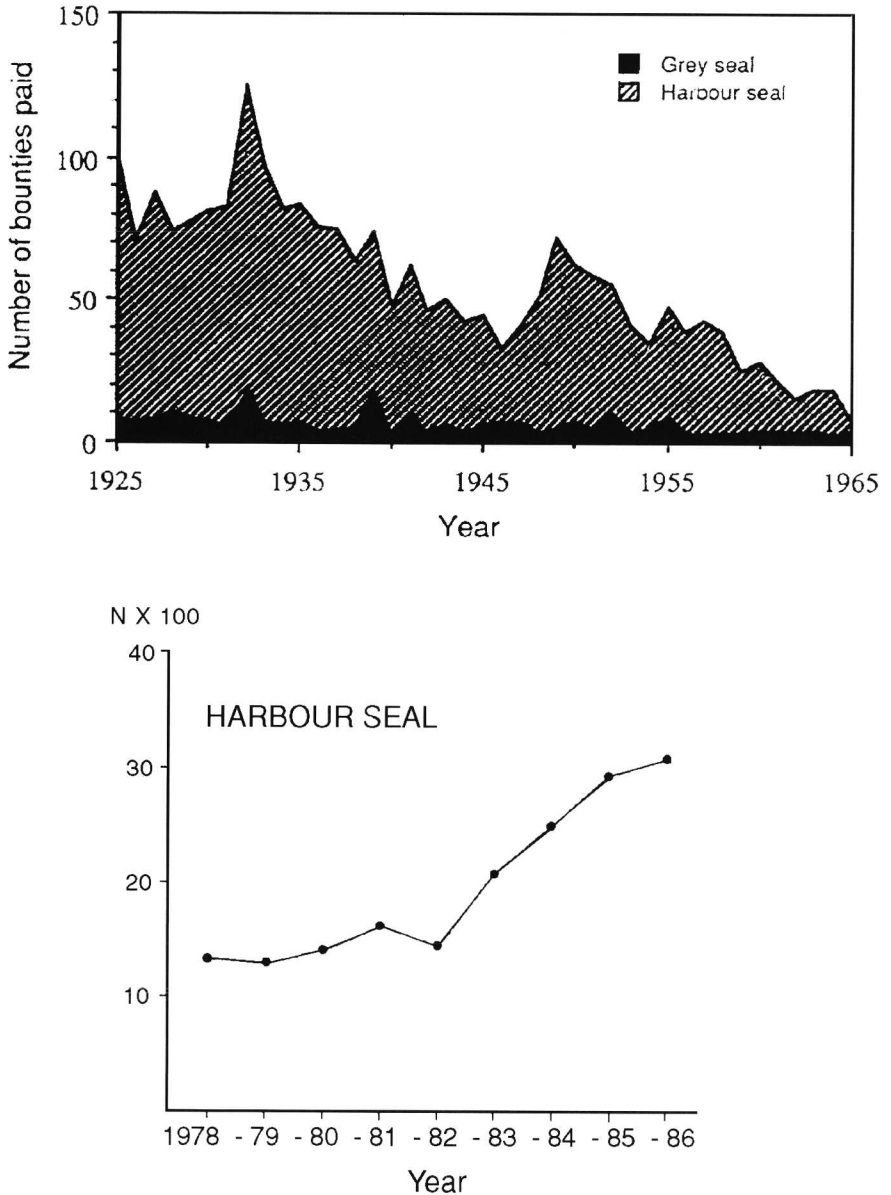 150
Grey seal
Harbour seal
100
50
0
Number of bounties paid
1925 1935 1945 1955 1965
Year
N X 100
40
HARBOUR SEAL
30
20
10
1978 - 79 - 80 - 81 - 82 - 83 - 84 - 85 - 86
Year